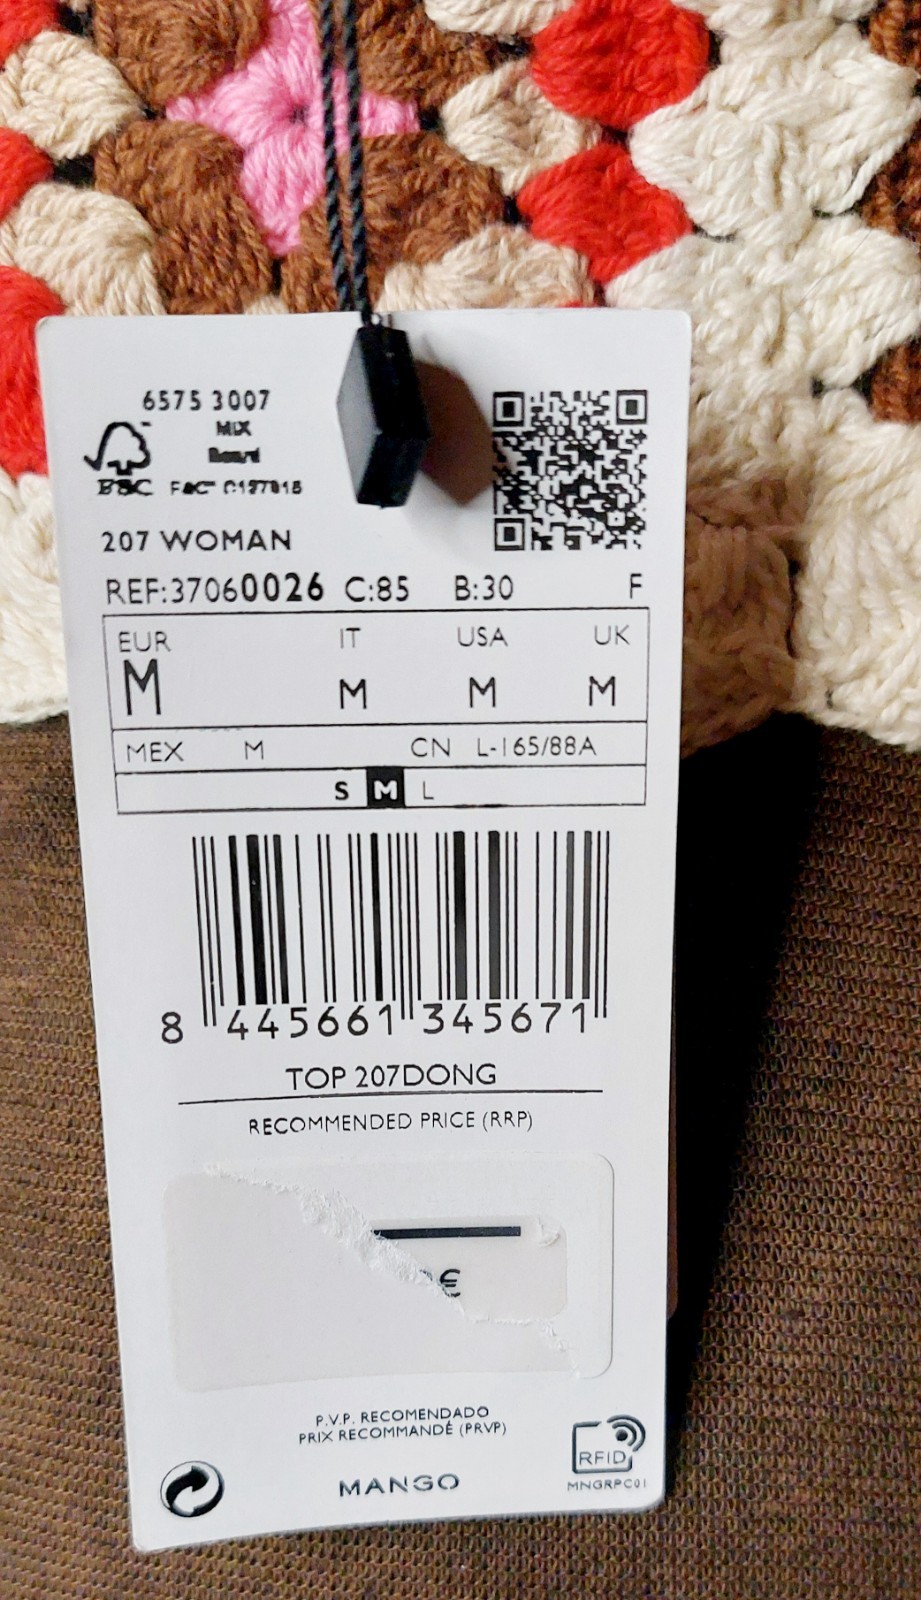 6575 3007
MIX
Board
FSC
207 WOMAN
REF:37060026 C:85 B:30 F
EUR IT USA UK
M M M M
MEX M CN L-165/88A
S M L
8 445661 345671
TOP 207DONG
RECOMMENDED PRICE (RRP)
€
P.V.P. RECOMENDADO
PRIX RECOMMANDÉ (PRVP)
RFID
MANGO
MNGRPC01